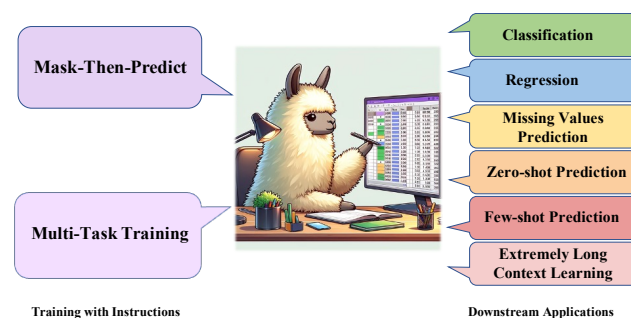 Mask-Then-Predict
Multi-Task Training
Training with Instructions
Classification
Regression
Missing Values
Prediction
Zero-shot Prediction
Few-shot Prediction
Extremely Long
Context Learning
Downstream Applications